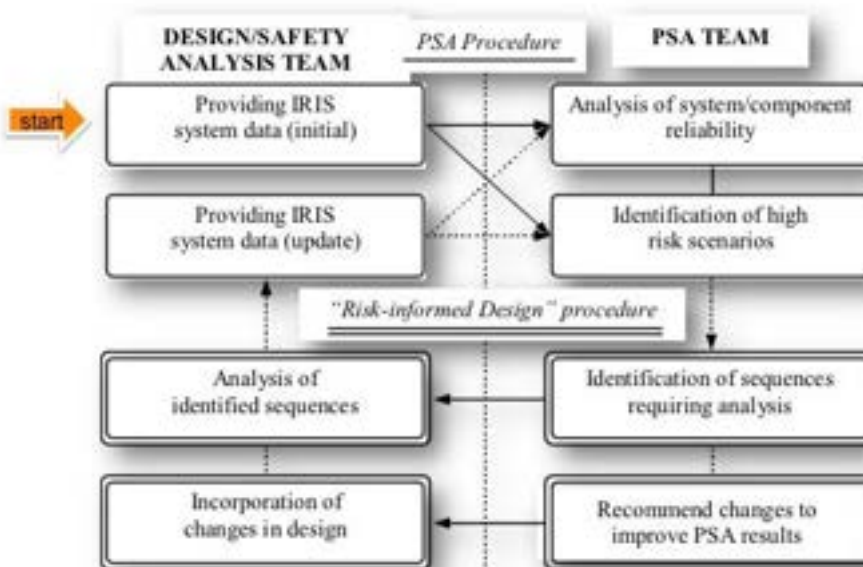 DESIGN/SAFETY
ANALYSIS TEAM
PSA Procedure
PSA TEAM
start
Providing IRIS
system data (initial)
Analysis of system/component
reliability
Providing IRIS
system data (update)
Identification of high
risk scenarios
“Risk-informed Design” procedure
Analysis of
identified sequences
Identification of sequences
requiring analysis
Incorporation of
changes in design
Recommend changes to
improve PSA results